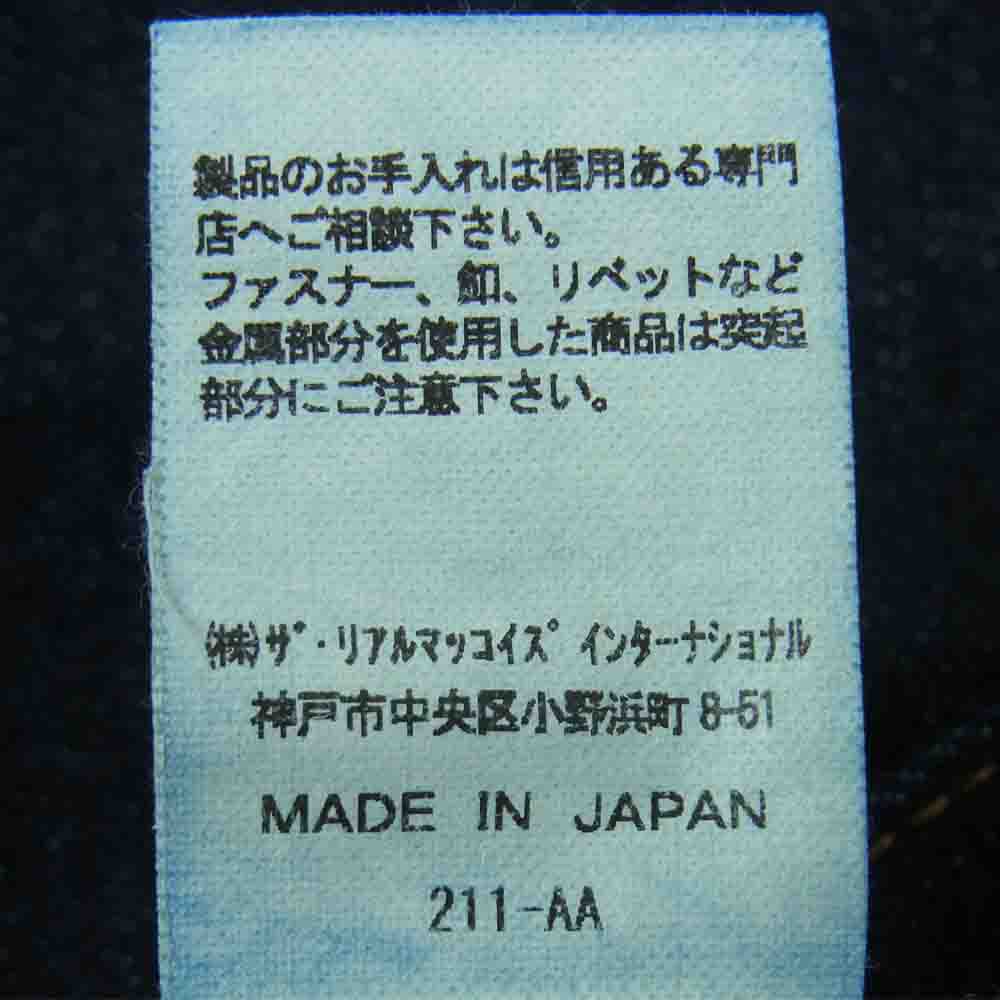 製品のお手入れは信用ある専門
店へご相談下さい。
ファスナー、釦、リベットなど
金属部分を使用した商品は突起
部分にご注意下さい。
㈱ｻﾞ・ﾘｱﾙﾏｯｺｲｽﾞ ｲﾝﾀｰﾅｼｮﾅﾙ
神戸市中央区小野浜町 8-51
MADE IN JAPAN
211-AA